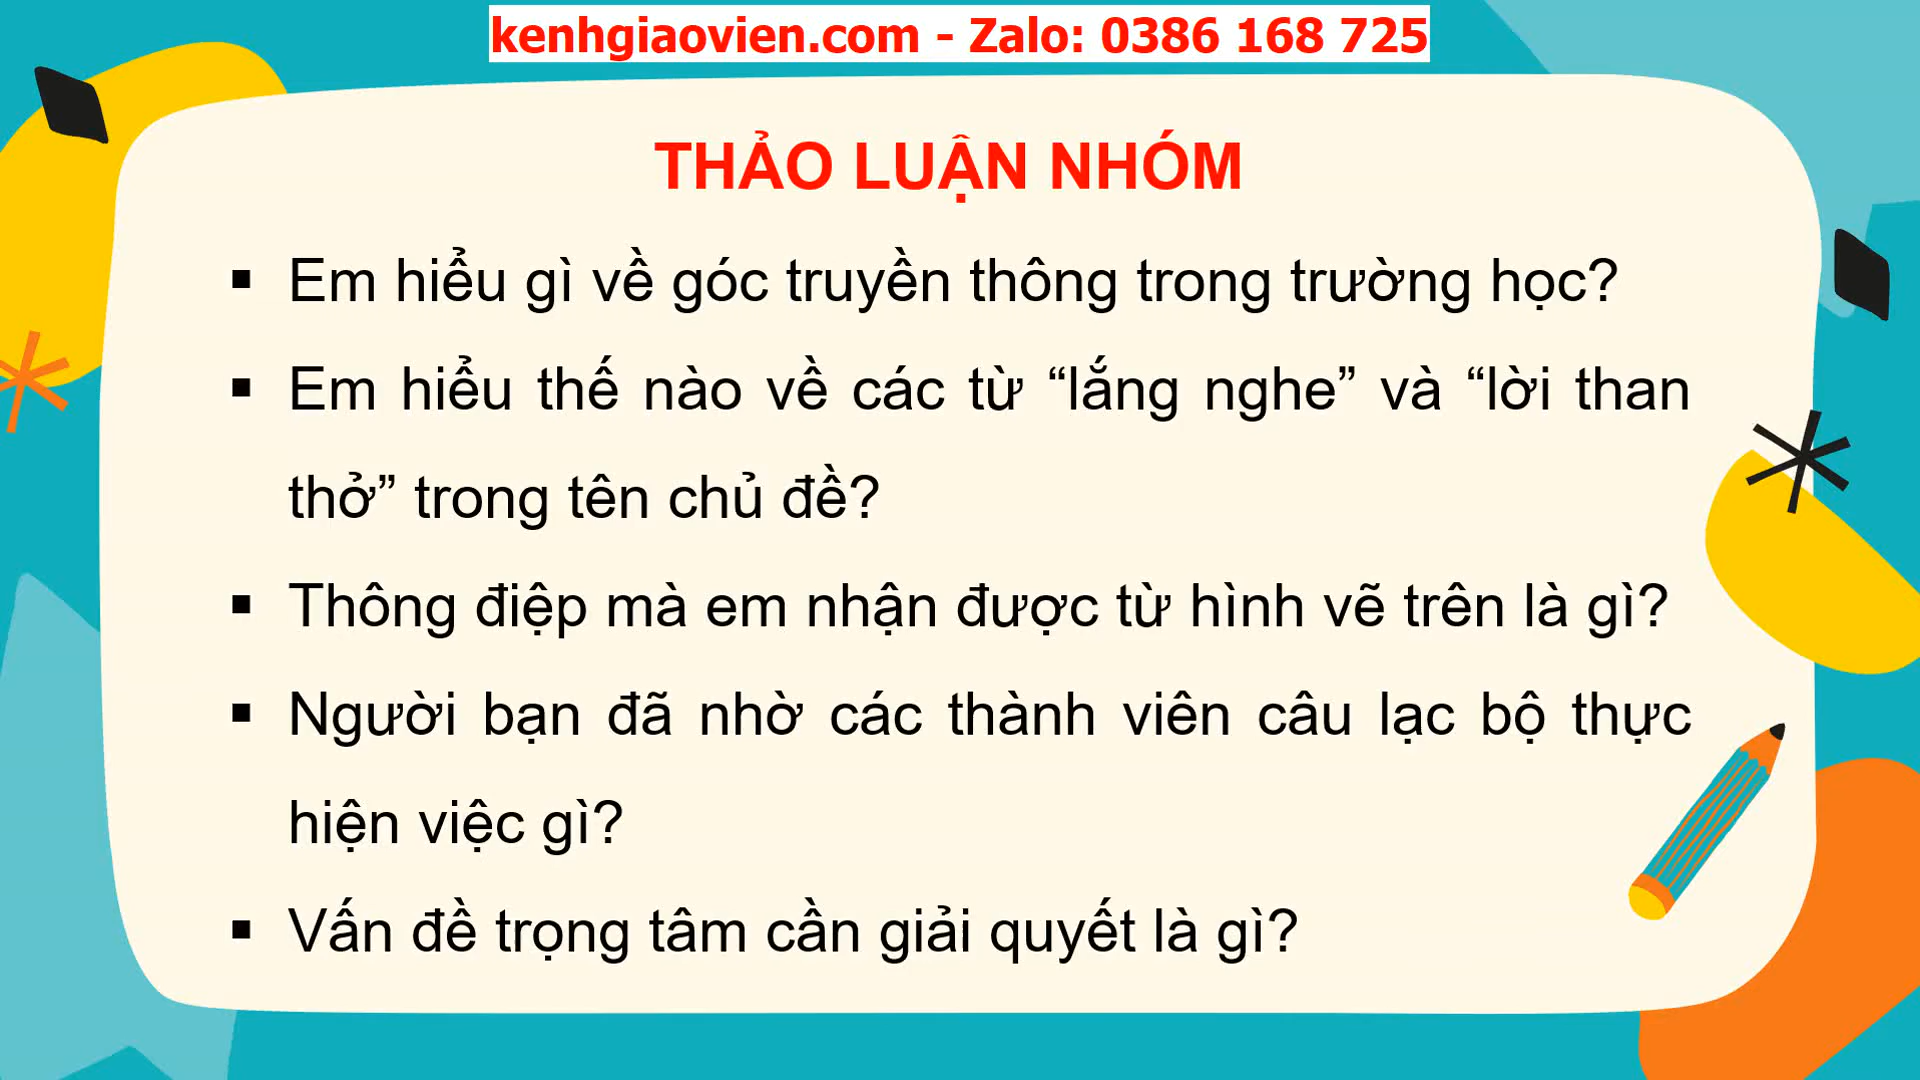 kenhgiaovien.com - Zalo: 0386 168 725
THẢO LUẬN NHÓM
▪ Em hiểu gì về góc truyền thông trong trường học?
▪ Em hiểu thế nào về các từ “lắng nghe” và “lời than
thở” trong tên chủ đề?
▪ Thông điệp mà em nhận được từ hình vẽ trên là gì?
▪ Người bạn đã nhờ các thành viên câu lạc bộ thực
hiện việc gì?
▪ Vấn đề trọng tâm cần giải quyết là gì?